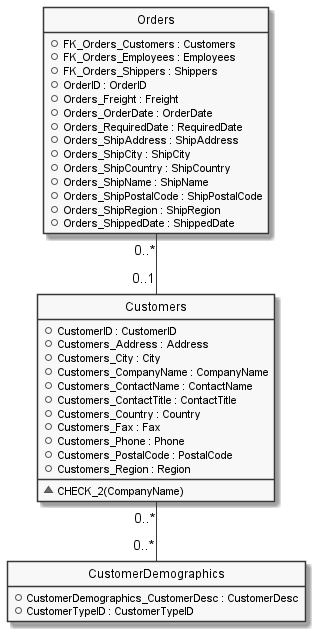 Orders
FK_Orders_Customers : Customers
FK_Orders_Employees : Employees
FK_Orders_Shippers : Shippers
OrderID : OrderID
Orders_Freight : Freight
Orders_OrderDate : OrderDate
Orders_RequiredDate : RequiredDate
Orders_ShipAddress : ShipAddress
Orders_ShipCity : ShipCity
Orders_ShipCountry : ShipCountry
Orders_ShipName : ShipName
Orders_ShipPostalCode : ShipPostalCode
Orders_ShipRegion : ShipRegion
Orders_ShippedDate : ShippedDate
0..*
0..1
Customers
CustomerID : CustomerID
Customers_Address : Address
Customers_City : City
Customers_CompanyName : CompanyName
Customers_ContactName : ContactName
Customers_ContactTitle : ContactTitle
Customers_Country : Country
Customers_Fax : Fax
Customers_Phone : Phone
Customers_PostalCode : PostalCode
Customers_Region : Region
CHECK_2(CompanyName)
0..*
0..*
CustomerDemographics
CustomerDemographics_CustomerDesc : CustomerDesc
CustomerTypeID : CustomerTypeID